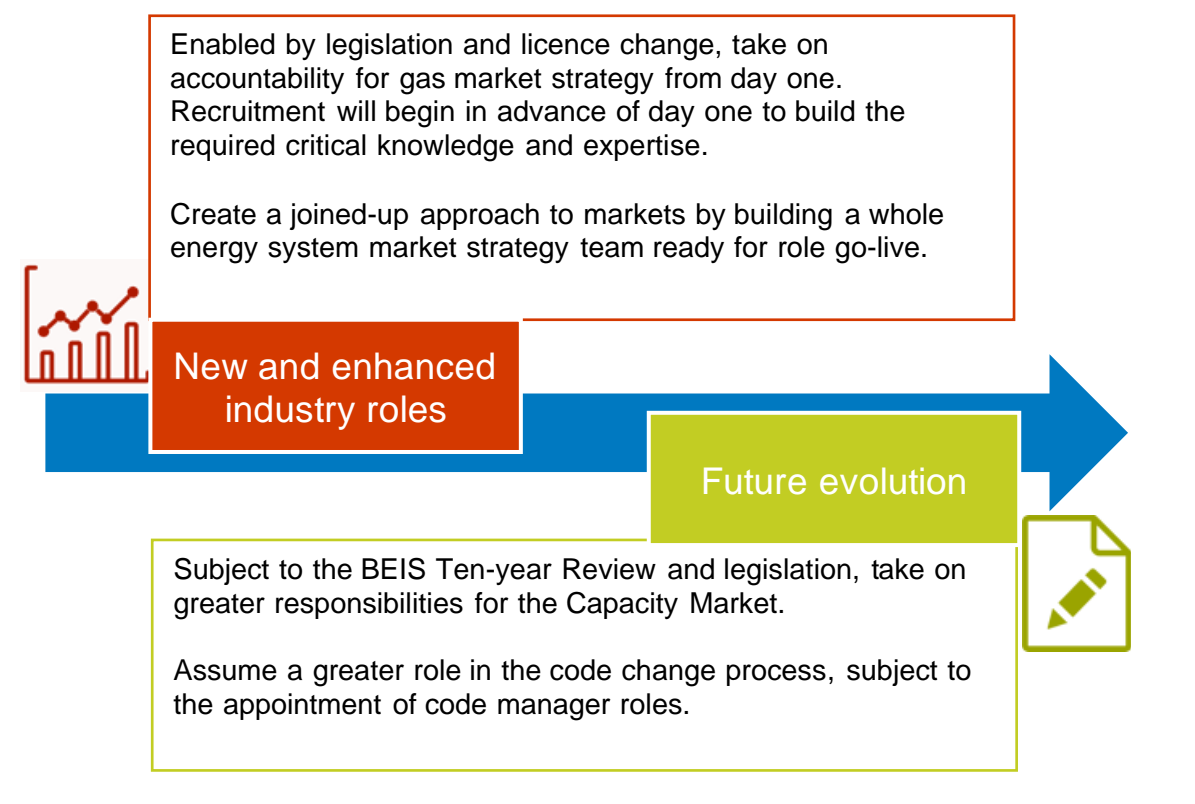 Enabled by legislation and licence change, take on
accountability for gas market strategy from day one.
Recruitment will begin in advance of day one to build the
required critical knowledge and expertise.
Create a joined-up approach to markets by building a whole
energy system market strategy team ready for role go-live.
New and enhanced
industry roles
Future evolution
Subject to the BEIS Ten-year Review and legislation, take on
greater responsibilities for the Capacity Market.
Assume a greater role in the code change process, subject to
the appointment of code manager roles.